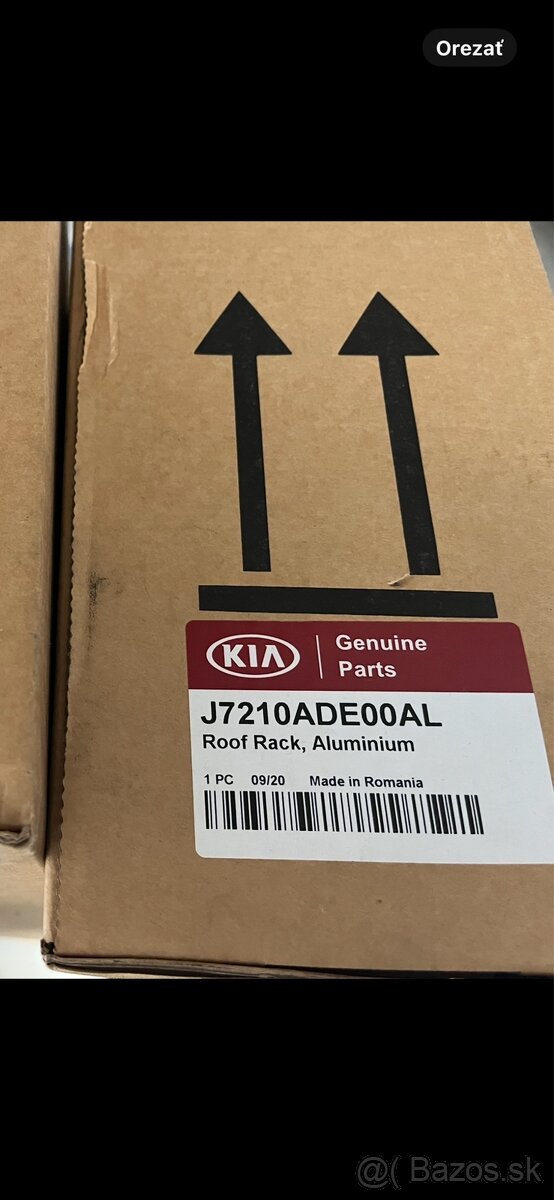 Orezať
KIA
Genuine
Parts
J7210ADE00AL
Roof Rack, Aluminium
1 PC 09/20 Made in Romania
@( Bazos.sk